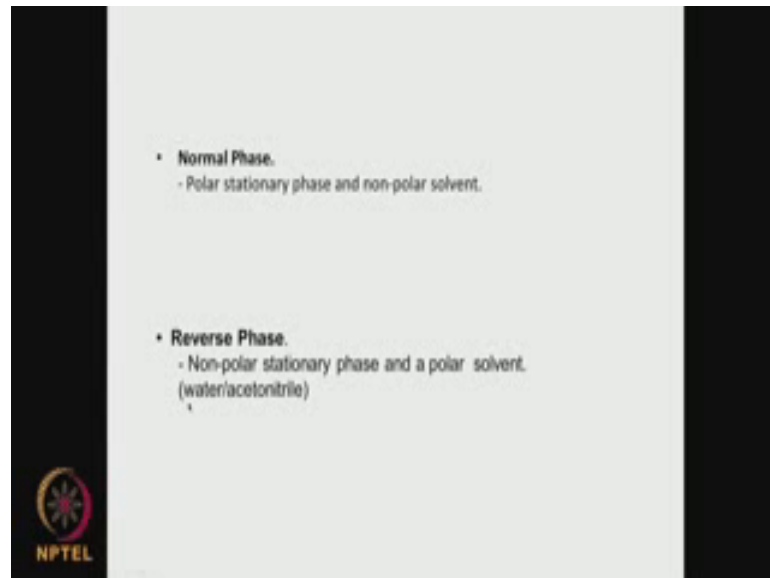 • Normal Phase.
- Polar stationary phase and non-polar solvent.
• Reverse Phase.
- Non-polar stationary phase and a polar solvent.
(water/acetonitrile)
NPTEL